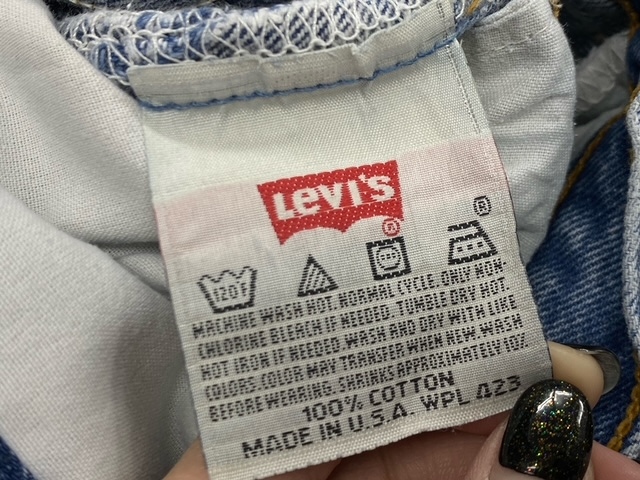 Levi's
®
®
120
MACHINE WASH HOT. NORMAL CYCLE. ONLY NON-
CHLORINE BLEACH IF NEEDED. TUMBLE DRY HOT.
HOT IRON IF NEEDED WASH AND DRY WITH LIKE
COLORS. COLOR MAY TRANSFER WHEN NEW. WASH
BEFORE WEARING. SHRINKS APPROXIMATELY 10%.
100% COTTON
MADE IN U.S.A. WPL 423